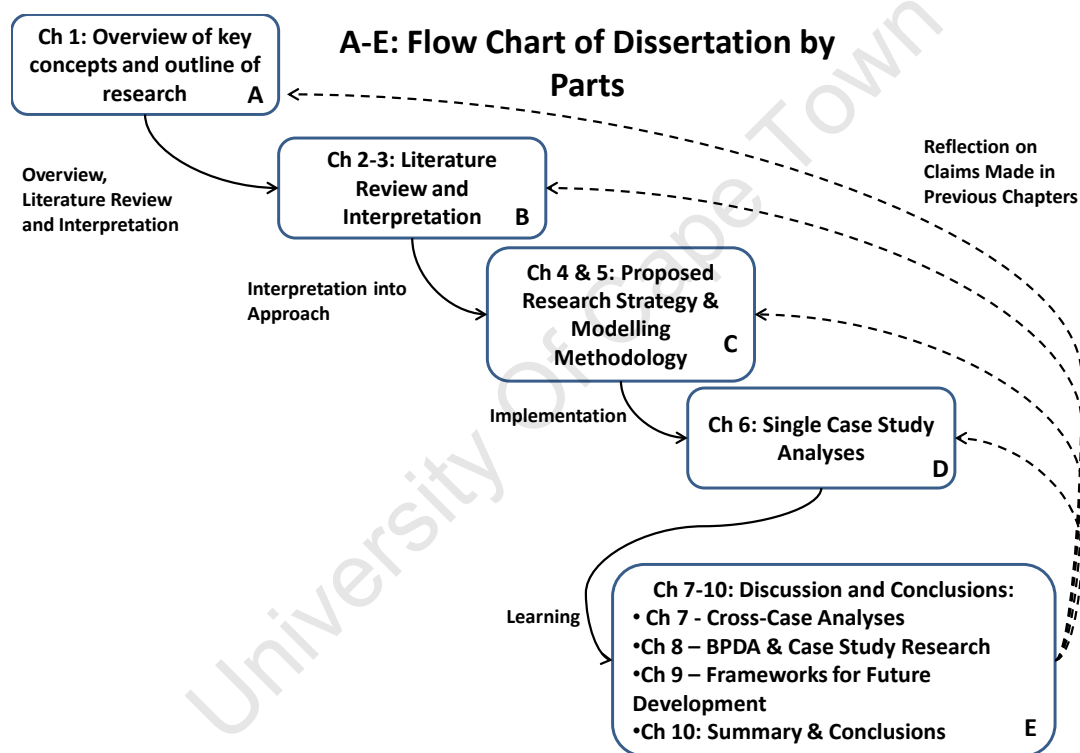 A-E: Flow Chart of Dissertation by
Parts
Ch 1: Overview of key
concepts and outline of
research
A
Overview,
Literature Review
and Interpretation
Ch 2-3: Literature
Review and
Interpretation
B
Reflection on
Claims Made in
Previous Chapters
Interpretation into
Approach
Ch 4 & 5: Proposed
Research Strategy &
Modelling
Methodology
C
Implementation
Ch 6: Single Case Study
Analyses
D
Learning
Ch 7-10: Discussion and Conclusions:
• Ch 7 - Cross-Case Analyses
•Ch 8 – BPDA & Case Study Research
•Ch 9 – Frameworks for Future
Development
•Ch 10: Summary & Conclusions
E
University Of Cape Town